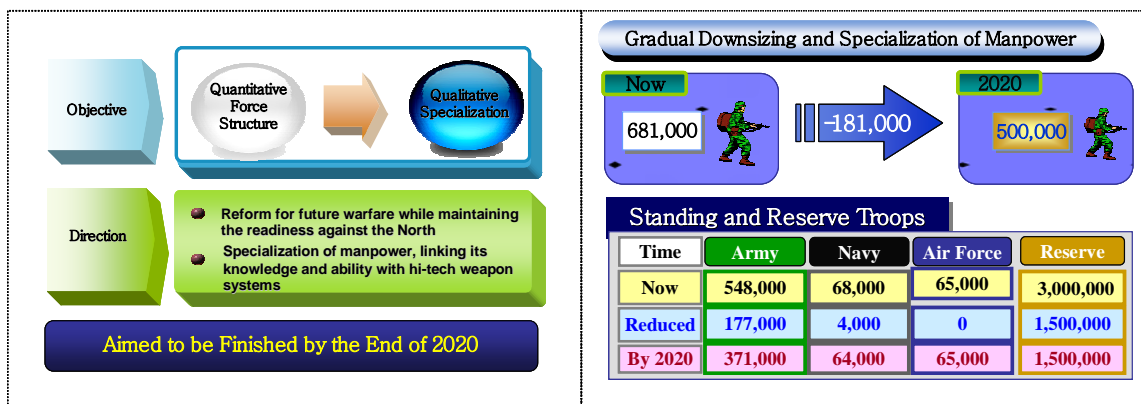 Objective
Quantitative
Force
Structure
Qualitative
Specialization
Direction
Reform for future warfare while maintaining
the readiness against the North
Specialization of manpower, linking its
knowledge and ability with hi-tech weapon
systems
Aimed to be Finished by the End of 2020
Gradual Downsizing and Specialization of Manpower
Now
681,000
-181,000
2020
500,000
Standing and Reserve Troops
Time Army Navy Air Force Reserve
Now 548,000 68,000 65,000 3,000,000
Reduced 177,000 4,000 0 1,500,000
By 2020 371,000 64,000 65,000 1,500,000